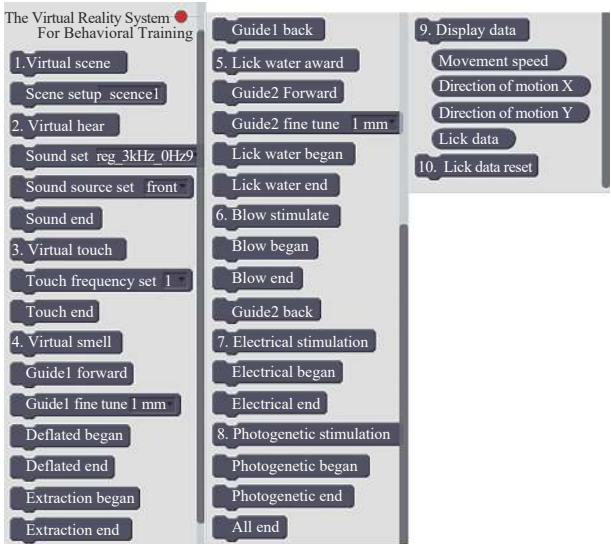 The Virtual Reality System
For Behavioral Training
1.Virtual scene
Scene setup scence1
2. Virtual hear
Sound set reg_3kHz_0Hz9
Sound source set front
Sound end
3. Virtual touch
Touch frequency set 1
Touch end
4. Virtual smell
Guide1 forward
Guide1 fine tune 1 mm
Deflated began
Deflated end
Extraction began
Extraction end
Guide1 back
5. Lick water award
Guide2 Forward
Guide2 fine tune 1 mm
Lick water began
Lick water end
6. Blow stimulate
Blow began
Blow end
Guide2 back
7. Electrical stimulation
Electrical began
Electrical end
8. Photogenetic stimulation
Photogenetic began
Photogenetic end
All end
9. Display data
Movement speed
Direction of motion X
Direction of motion Y
Lick data
10. Lick data reset